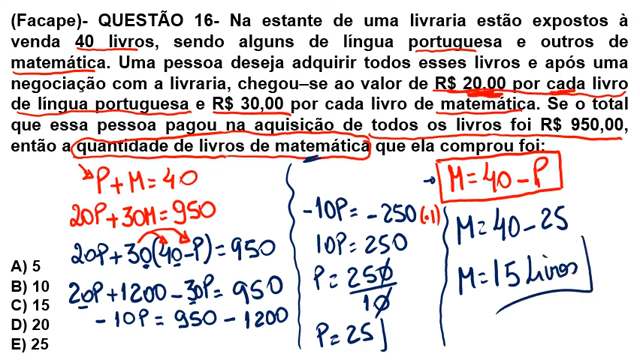 (Facape)- QUESTÃO 16- Na estante de uma livraria estão expostos à
venda 40 livros, sendo alguns de língua portuguesa e outros de
matemática. Uma pessoa deseja adquirir todos esses livros e após uma
negociação com a livraria, chegou–se ao valor de R$ 20,00 por cada livro
de língua portuguesa e R$ 30,00 por cada livro de matemática. Se o total
que essa pessoa pagou na aquisição de todos os livros foi R$ 950,00,
então a quantidade de livros de matemática que ela comprou foi:
P + M = 40
20P + 30M = 950
20P + 30(40 - P) = 950
20P + 1200 - 30P = 950
- 10P = 950 - 1200
A) 5
B) 10
C) 15
D) 20
E) 25
-10P = -250 (-1)
10P = 250
P = 250
10
P = 25
M = 40 - P
M = 40 - 25
M = 15 Livros